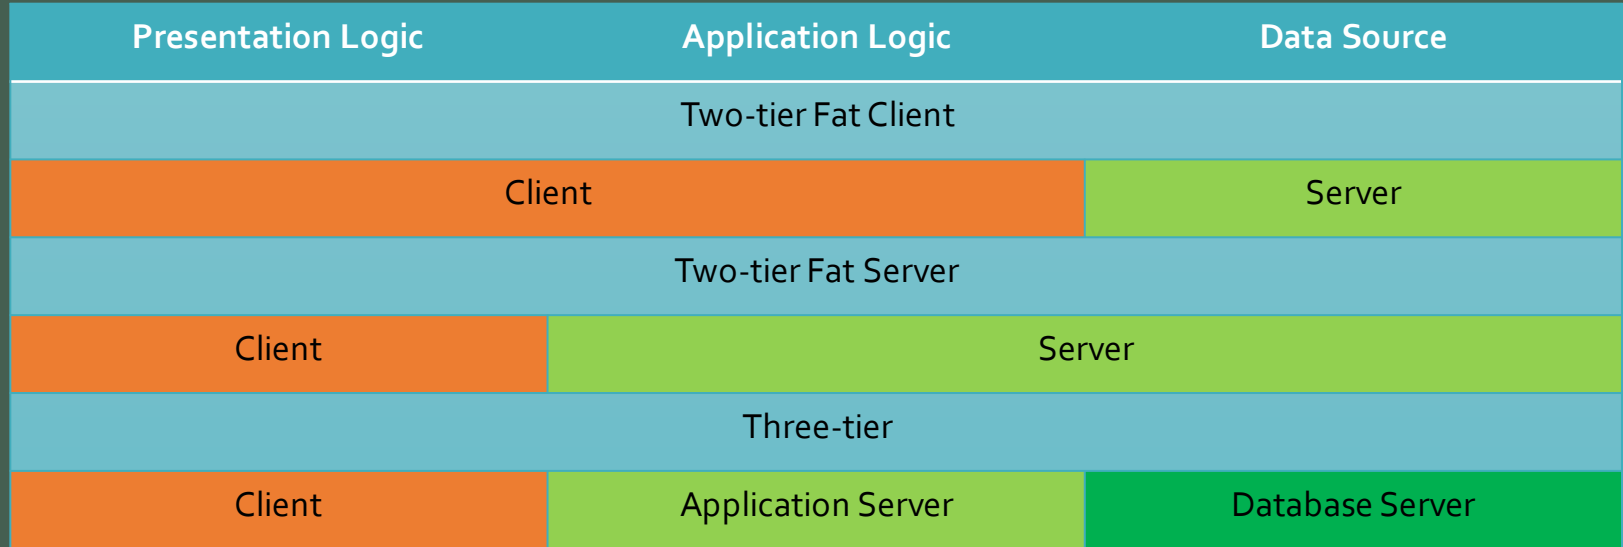 Presentation Logic Application Logic Data Source
Two-tier Fat Client
Client Server
Two-tier Fat Server
Client Server
Three-tier
Client Application Server Database Server